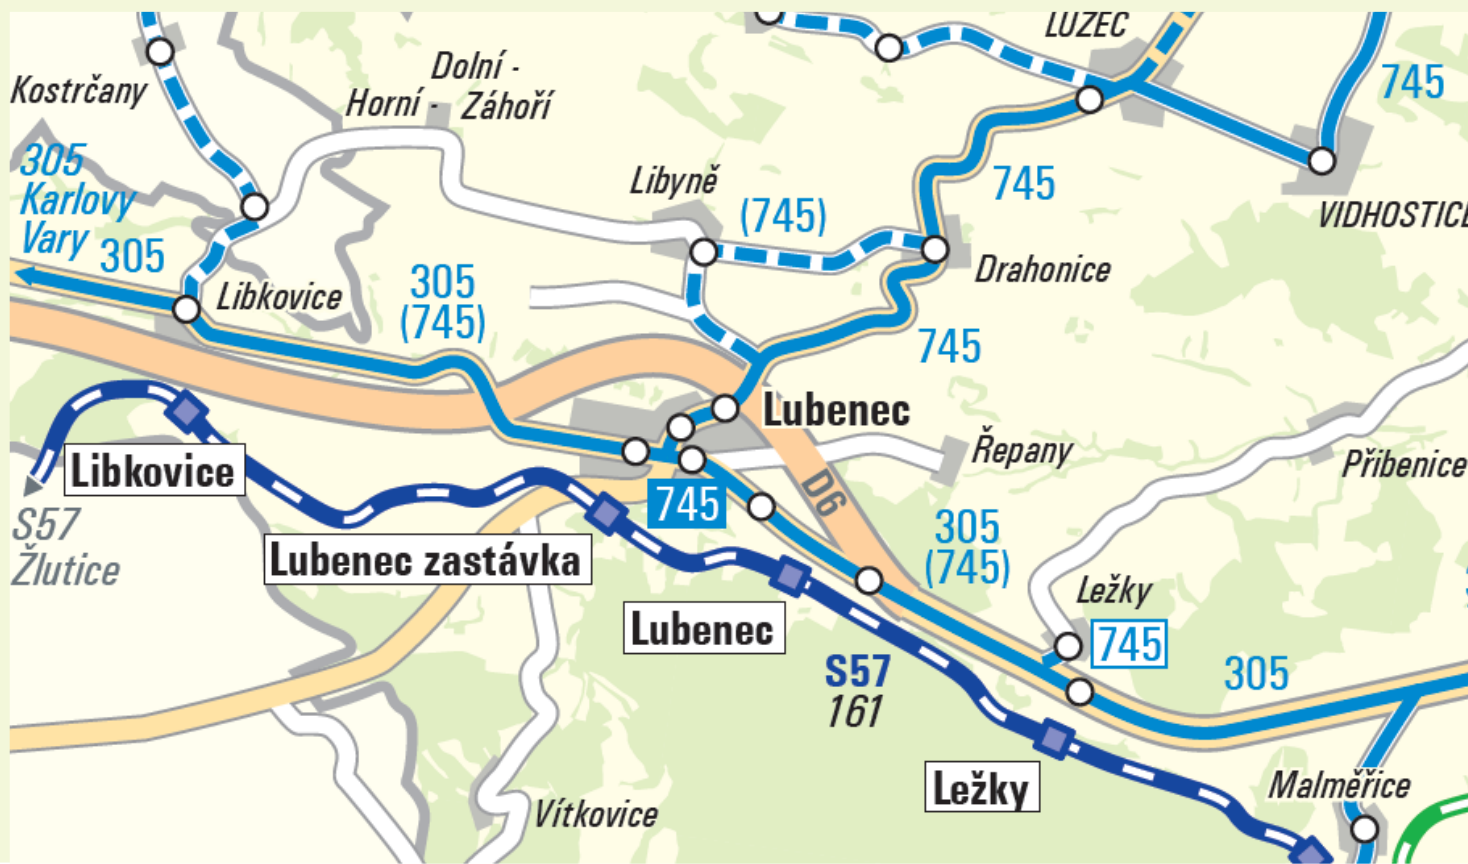 LUZEC
Dolní -
745
Kostrčany
Horní - Záhoří
305
Karlovy
Vary
305
Libyně
(745)
745
VIDHOSTICE
305
(745)
Libkovice
Drahonice
745
Lubenec
Libkovice
Řepany
Přibenice
745
D6
S57
Žlutice
Lubenec zastávka
305
(745)
Ležky
745
Lubenec
S57
161
305
Ležky
Malměřice
Vítkovice